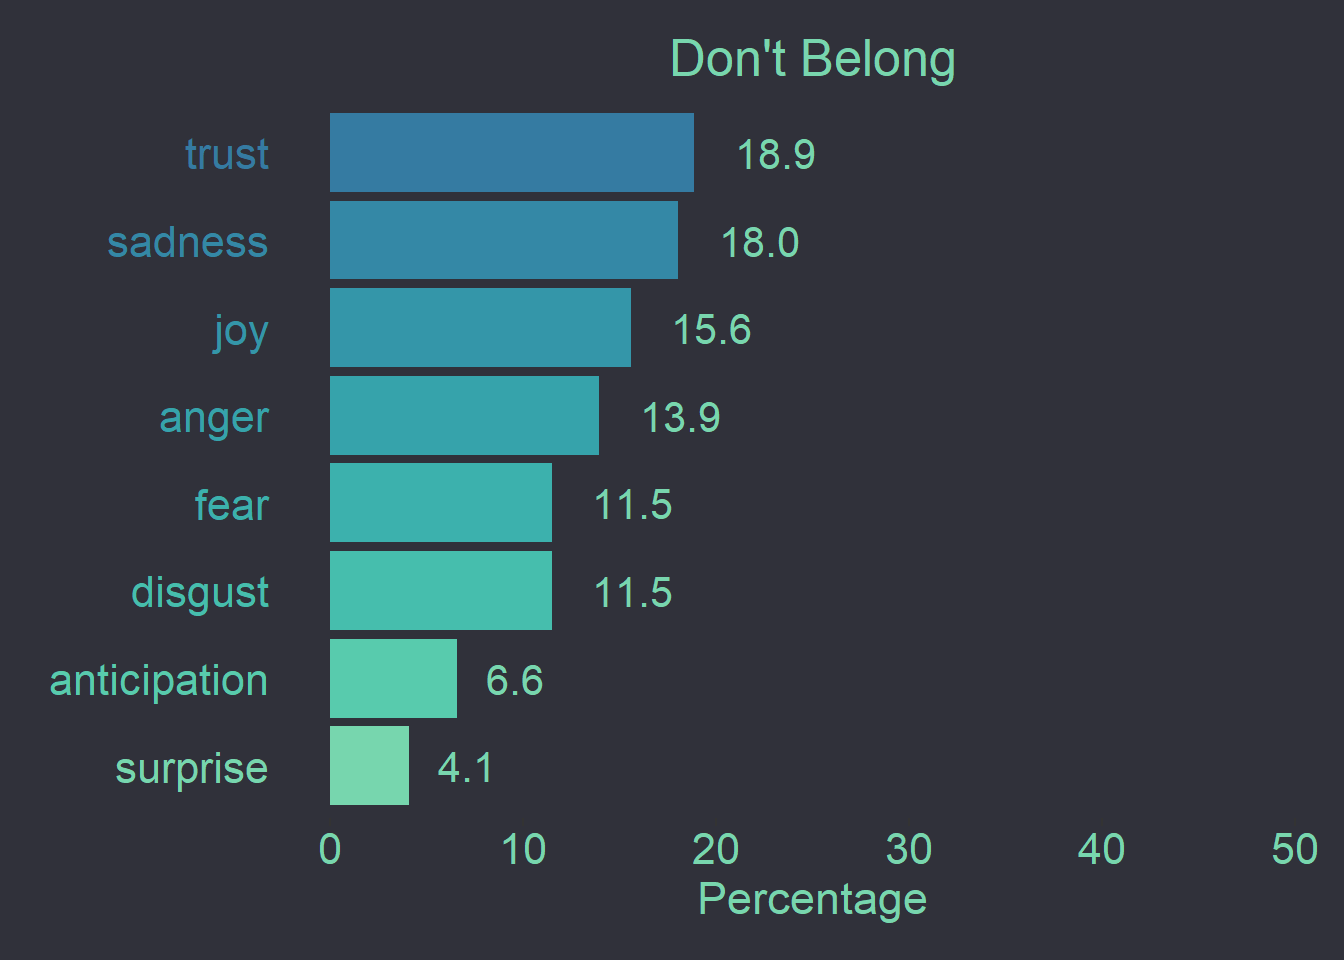 Don't Belong
trust 18.9
sadness 18.0
joy 15.6
anger 13.9
fear 11.5
disgust 11.5
anticipation 6.6
surprise 4.1
0 10 20 30 40 50
Percentage